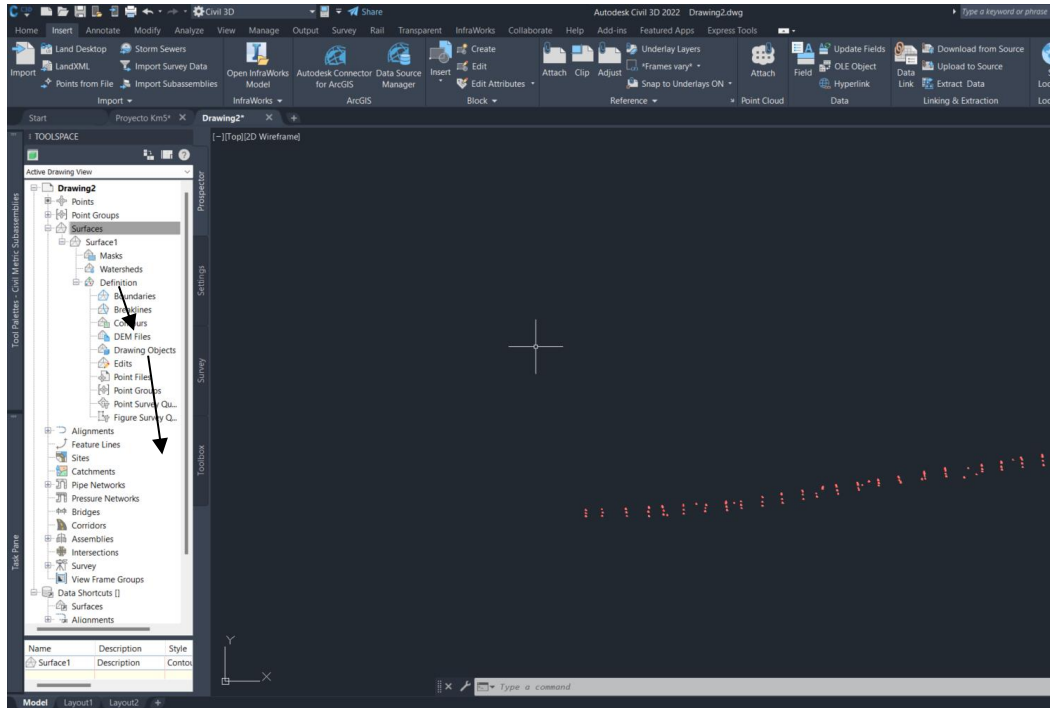 Civil 3D Share Autodesk Civil 3D 2022 Drawing2.dwg Type a keyword or phrase
Home Insert Annotate Modify Analyze View Manage Output Survey Rail Transparent InfraWorks Collaborate Help Add-ins Featured Apps Express Tools
Import
Land Desktop Storm Sewers
LandXML Import Survey Data
Points from File Import Subassemblies
Import
Open InfraWorks Model
InfraWorks
Autodesk Connector for ArcGIS
Data Source Manager
ArcGIS
Insert
Create
Edit
Edit Attributes
Block
Attach Clip Adjust
Underlay Layers
*Frames vary*
Snap to Underlays ON
Reference
Attach
Point Cloud
Field
Update Fields
OLE Object
Hyperlink
Data
Data Link
Download from Source
Upload to Source
Extract Data
Linking & Extraction
Loc
Start Proyecto Km5* Drawing2* +
TOOLSPACE
[−][Top][2D Wireframe]
Active Drawing View
Drawing2
Points
Point Groups
Surfaces
Surface1
Masks
Watersheds
Definition
Boundaries
Breaklines
Contours
DEM Files
Drawing Objects
Edits
Point Files
Point Groups
Point Survey Qu...
Figure Survey Q...
Alignments
Feature Lines
Sites
Catchments
Pipe Networks
Pressure Networks
Bridges
Corridors
Assemblies
Intersections
Survey
View Frame Groups
Data Shortcuts []
Surfaces
Alignments
Prospector
Settings
Survey
Toolbox
Tool Palettes - Civil Metric Subassemblies
Task Pane
Name Description Style
Surface1 Description Contou
Y
X
Type a command
Model Layout1 Layout2 +